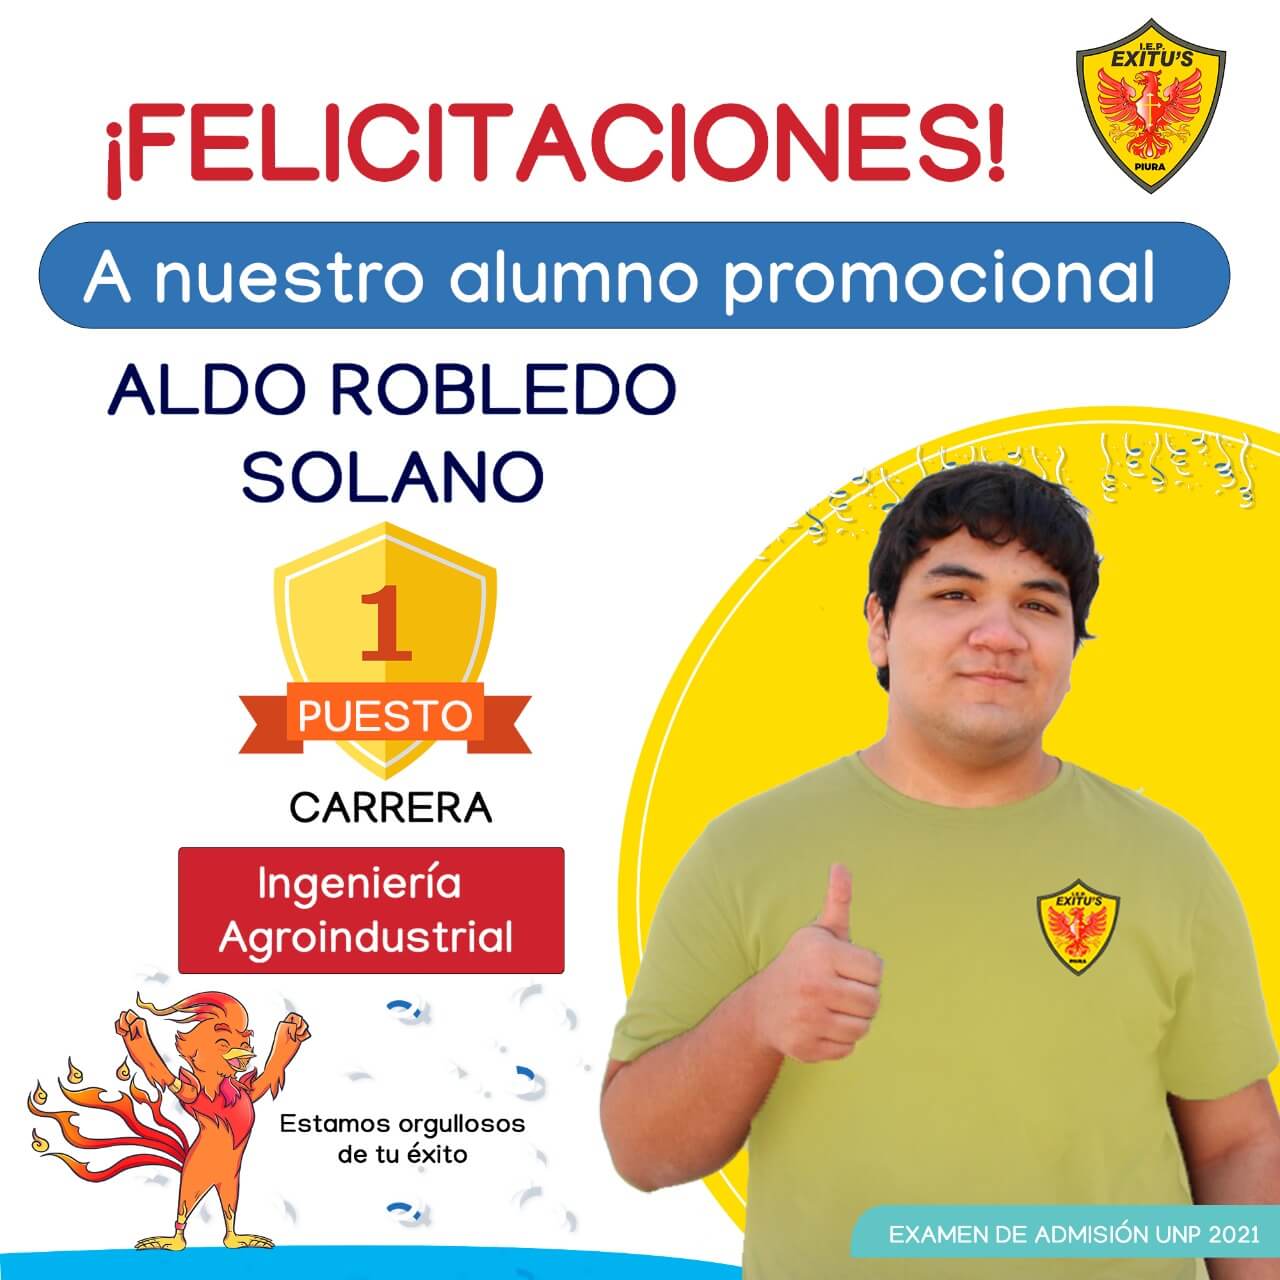 I.E.P.
EXITU'S
PIURA
¡FELICITACIONES!
A nuestro alumno promocional
ALDO ROBLEDO
SOLANO
1
PUESTO
CARRERA
Ingeniería
Agroindustrial
I.E.P.
EXITU'S
PIURA
Estamos orgullosos
de tu éxito
EXAMEN DE ADMISIÓN UNP 2021